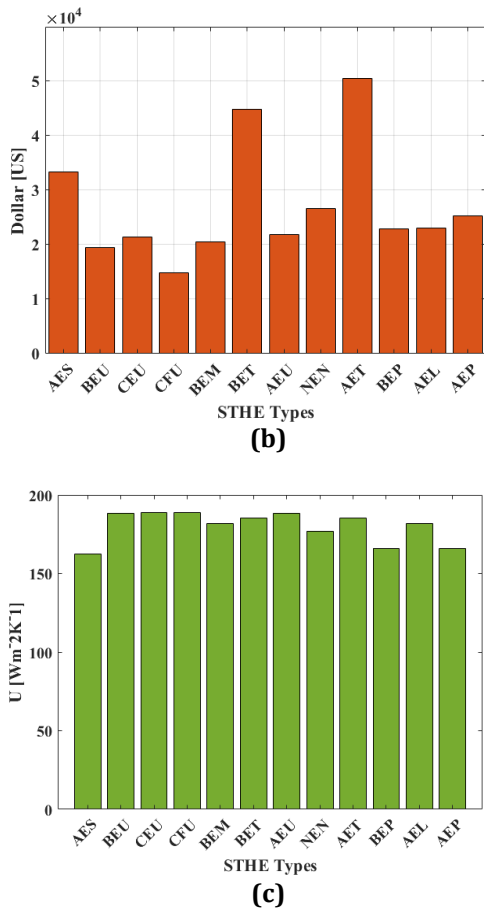 ×10⁴
5
4
3
2
1
0
Dollar [US]
AES BEU CEU CFU BEM BET AEU NEN AET BEP AEL AEP
STHE Types
(b)
200
150
100
50
0
U [Wm⁻2K⁻1]
AES BEU CEU CFU BEM BET AEU NEN AET BEP AEL AEP
STHE Types
(c)